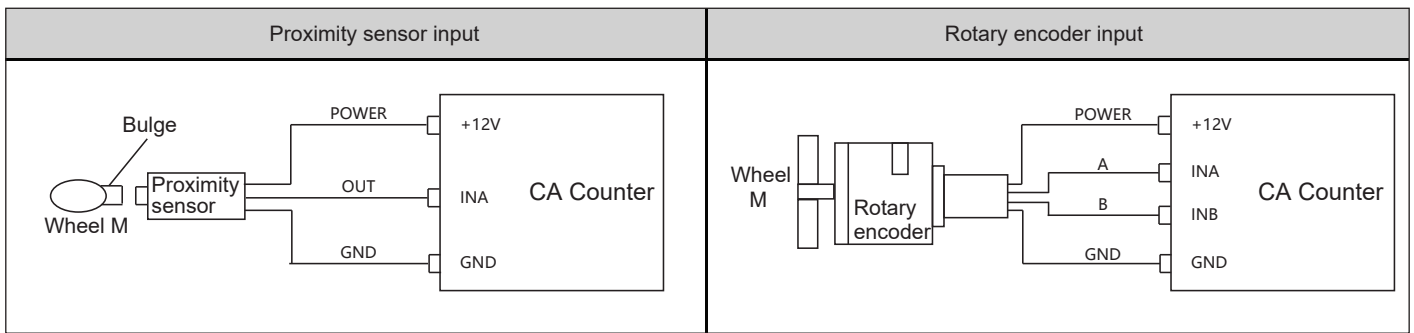 Proximity sensor input
Rotary encoder input
Bulge
Wheel M
Proximity
sensor
POWER
OUT
GND
+12V
INA
GND
CA Counter
Wheel
M
Rotary
encoder
POWER
A
B
GND
+12V
INA
INB
GND
CA Counter